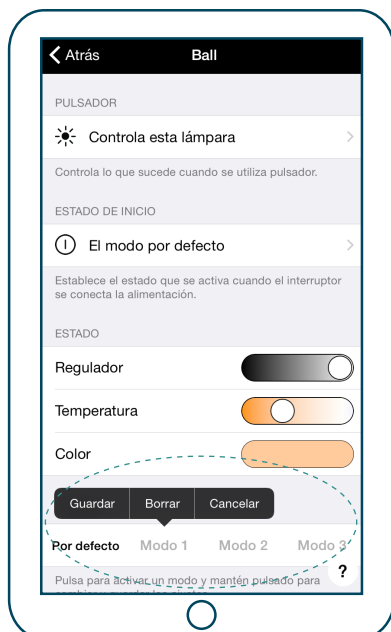 Atrás
Ball
PULSADOR
Controla esta lámpara
Controla lo que sucede cuando se utiliza pulsador.
ESTADO DE INICIO
El modo por defecto
Establece el estado que se activa cuando el interruptor
se conecta la alimentación.
ESTADO
Regulador
Temperatura
Color
Guardar Borrar Cancelar
Por defecto Modo 1 Modo 2 Modo 3
?
Pulsa para activar un modo y mantén pulsado para